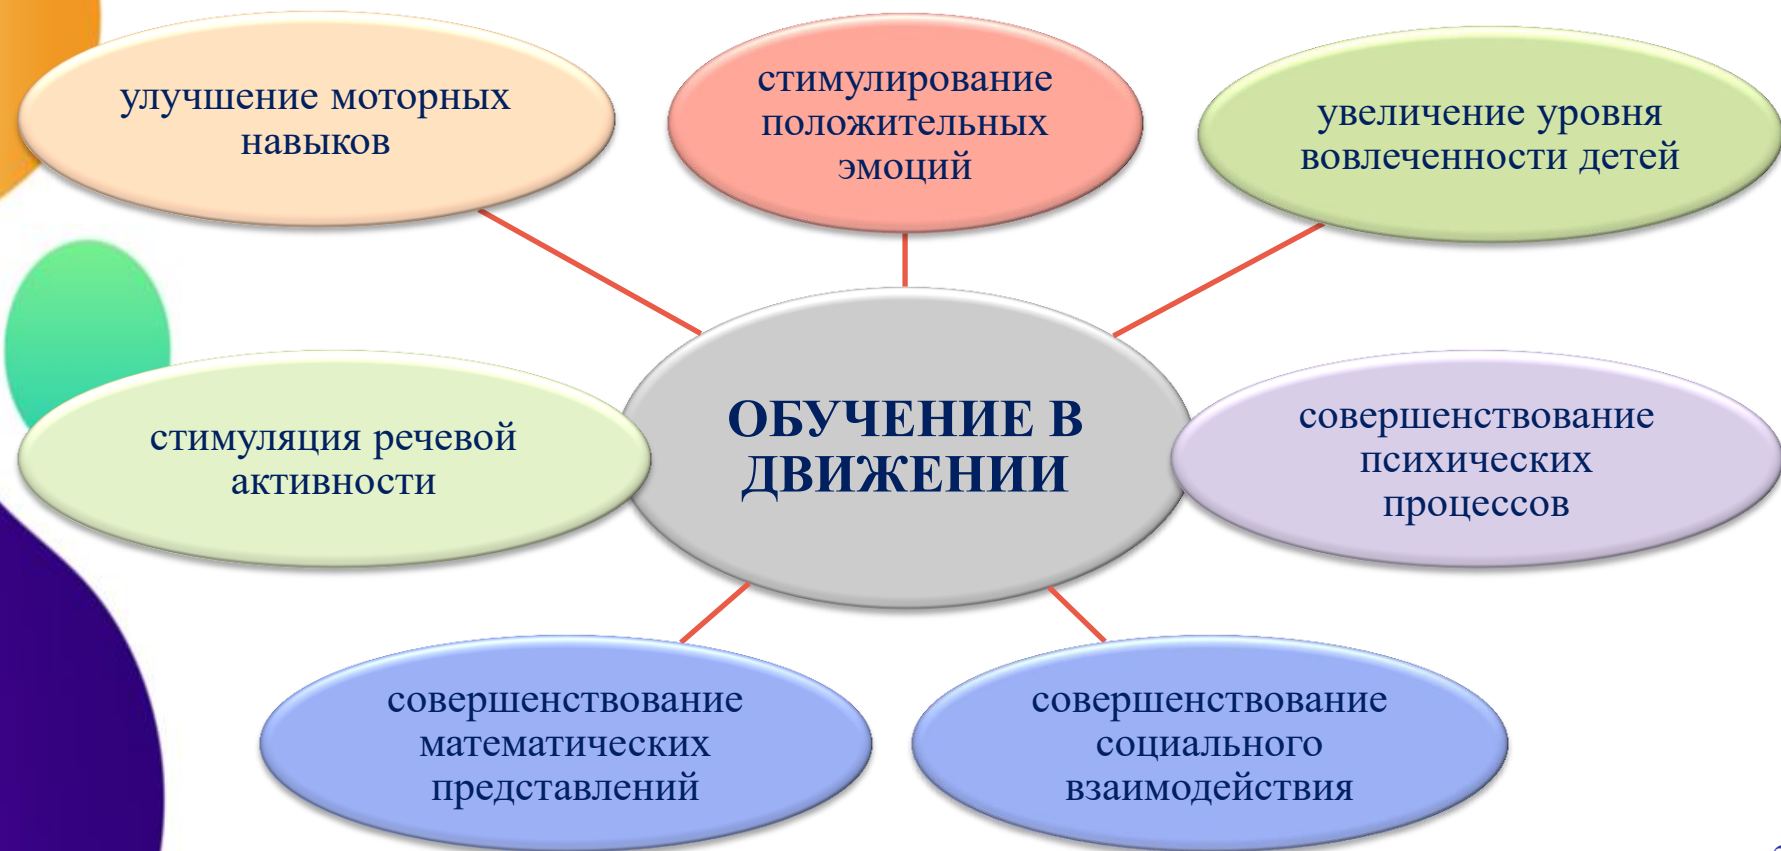 улучшение моторных
навыков
стимулирование
положительных
эмоций
увеличение уровня
вовлеченности детей
стимуляция речевой
активности
ОБУЧЕНИЕ В
ДВИЖЕНИИ
совершенствование
психических
процессов
совершенствование
математических
представлений
совершенствование
социального
взаимодействия